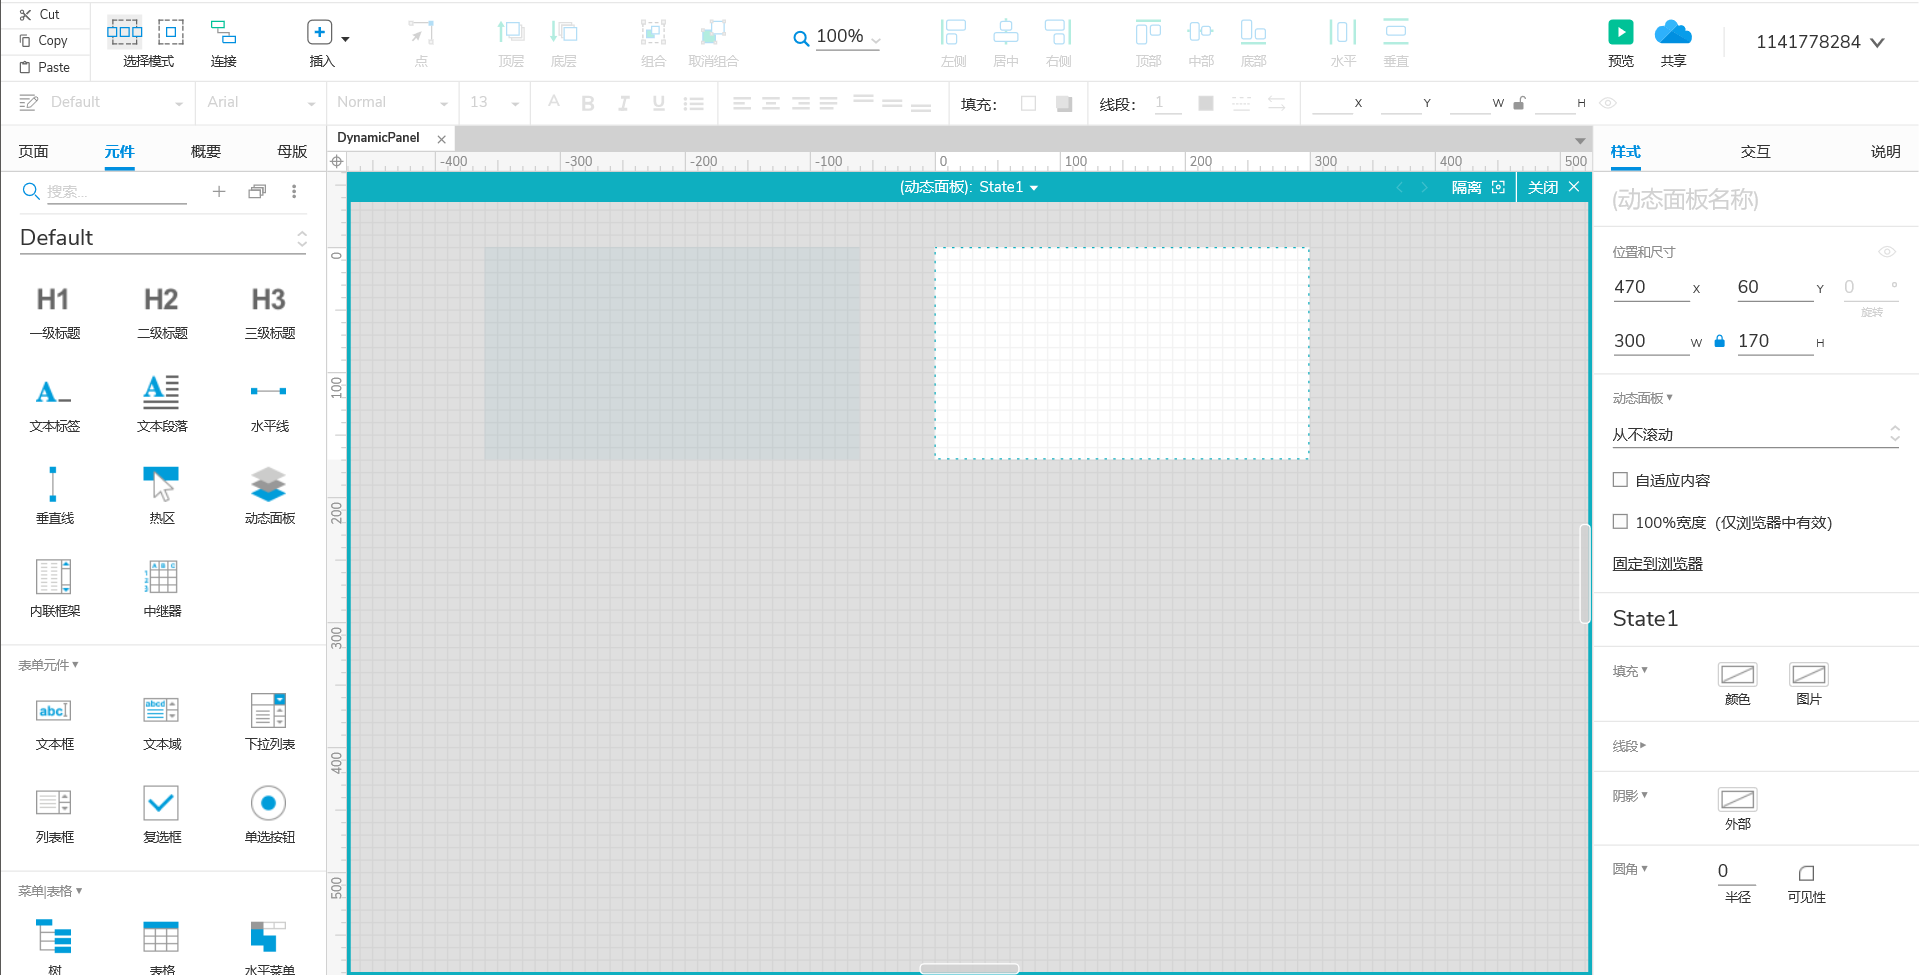 Cut
Copy
Paste
选择模式
连接
插入
点
顶层
底层
100%
组合
取消组合
左侧
居中
右侧
顶部
中部
底部
水平
垂直
预览
共享
1141778284
Default
Arial
Normal
13
A B I U
填充:
线段:
1
X
Y
W
H
页面
元件
概要
母版
DynamicPanel
样式
交互
说明
-400 -300 -200 -100 0 100 200 300 400 500
搜索...
(动态面板): State1
隔离
关闭
(动态面板名称)
Default
位置和尺寸
470 X
60 Y
0 °
旋转
300 W
170 H
H1
H2
H3
一级标题
二级标题
三级标题
文本标签
文本段落
水平线
垂直线
热区
动态面板
内联框架
中继器
0
100
200
300
400
500
动态面板
从不滚动
自适应内容
100%宽度 (仅浏览器中有效)
固定到浏览器
State1
表单元件
abc
abcd
文本框
文本域
下拉列表
列表框
复选框
单选按钮
菜单|表格
树
表格
水平菜单
填充
颜色
图片
线段
阴影
外部
圆角
0
半径
可见性